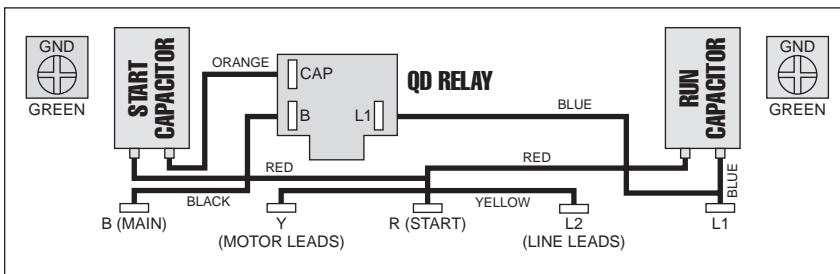 GND
GREEN
START
CAPACITOR
ORANGE
CAP
B
L1
QD RELAY
BLUE
RUN
CAPACITOR
GND
GREEN
RED
RED
BLUE
BLACK
YELLOW
B (MAIN)
Y
R (START)
L2
L1
(MOTOR LEADS)
(LINE LEADS)